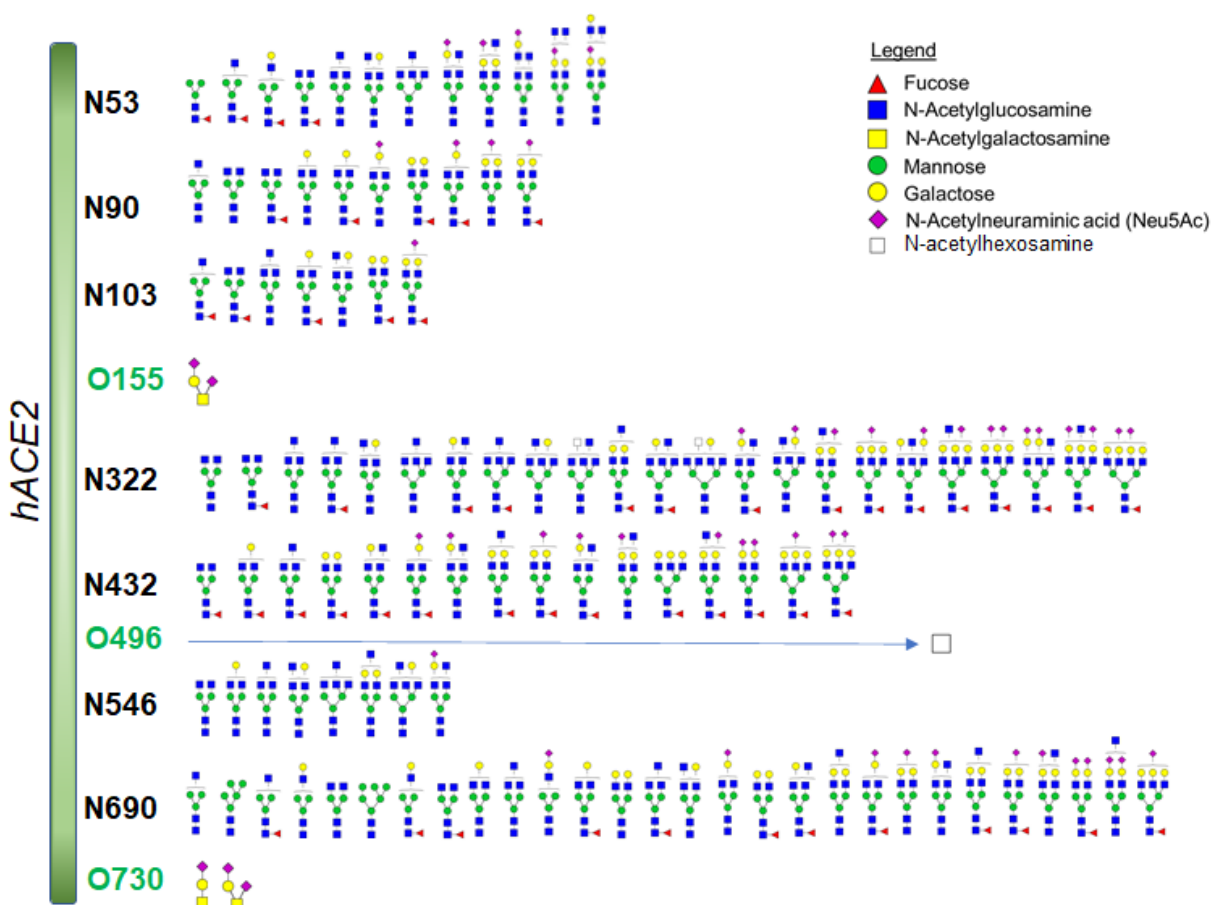 hACE2
N53
N90
N103
O155
N322
N432
O496
N546
N690
O730
Legend
Fucose
N-Acetylglucosamine
N-Acetylgalactosamine
Mannose
Galactose
N-Acetylneuraminic acid (Neu5Ac)
N-acetylhexosamine